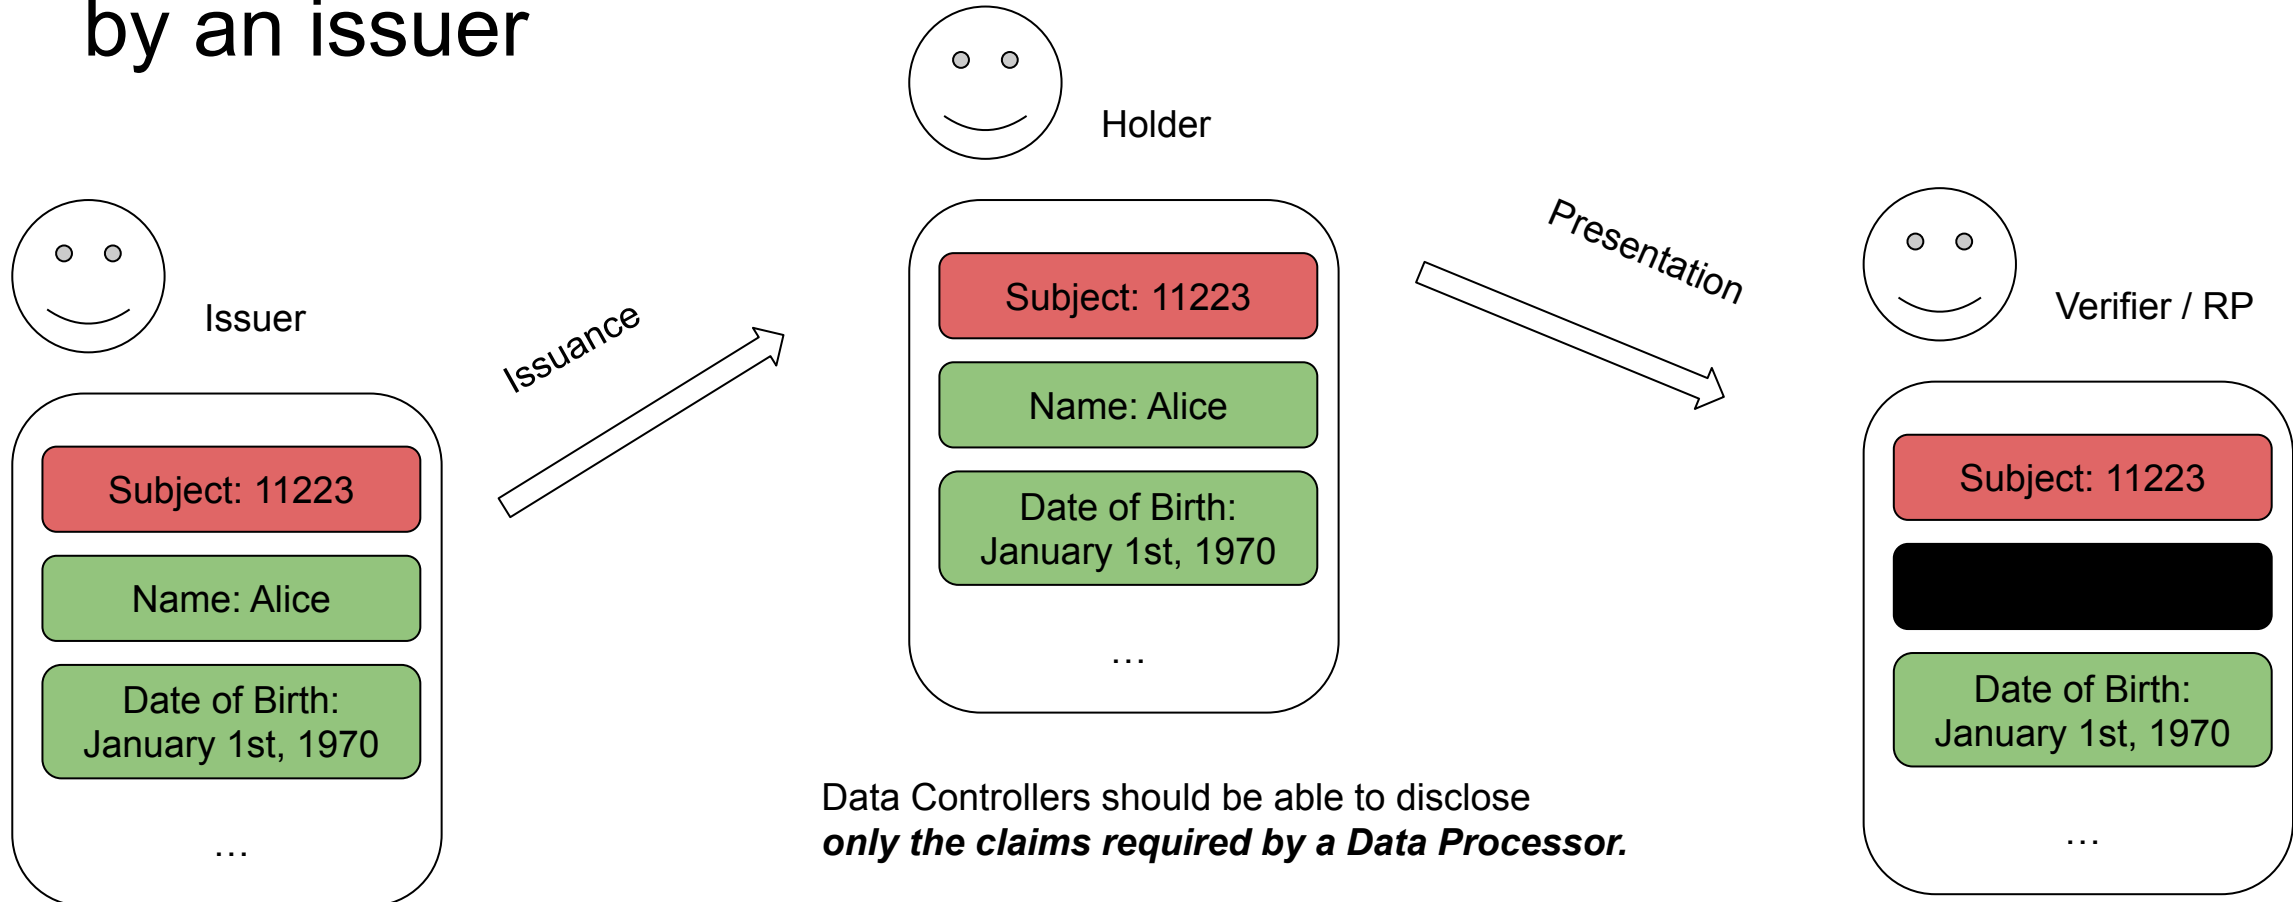 by an issuer
Holder
Issuer
Issuance
Presentation
Verifier / RP
Subject: 11223
Name: Alice
Date of Birth:
January 1st, 1970
...
Subject: 11223
Name: Alice
Date of Birth:
January 1st, 1970
...
Subject: 11223
Date of Birth:
January 1st, 1970
...
Data Controllers should be able to disclose
only the claims required by a Data Processor.